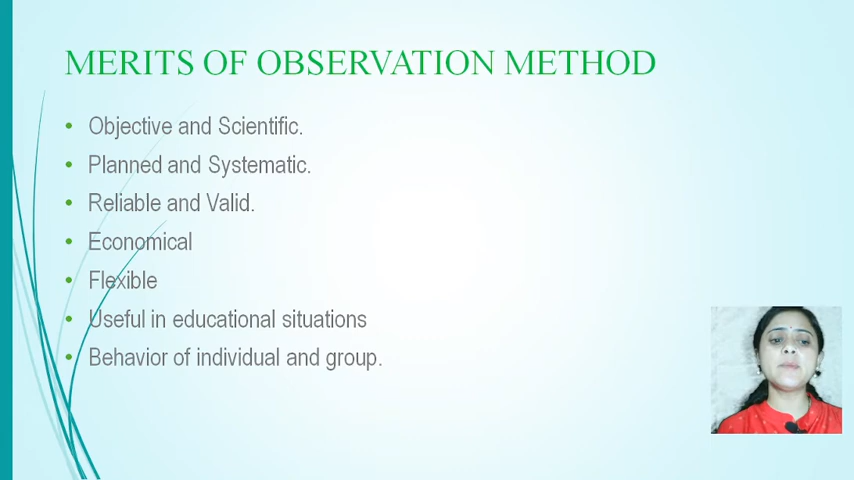 MERITS OF OBSERVATION METHOD
• Objective and Scientific.
• Planned and Systematic.
• Reliable and Valid.
• Economical
• Flexible
• Useful in educational situations
• Behavior of individual and group.